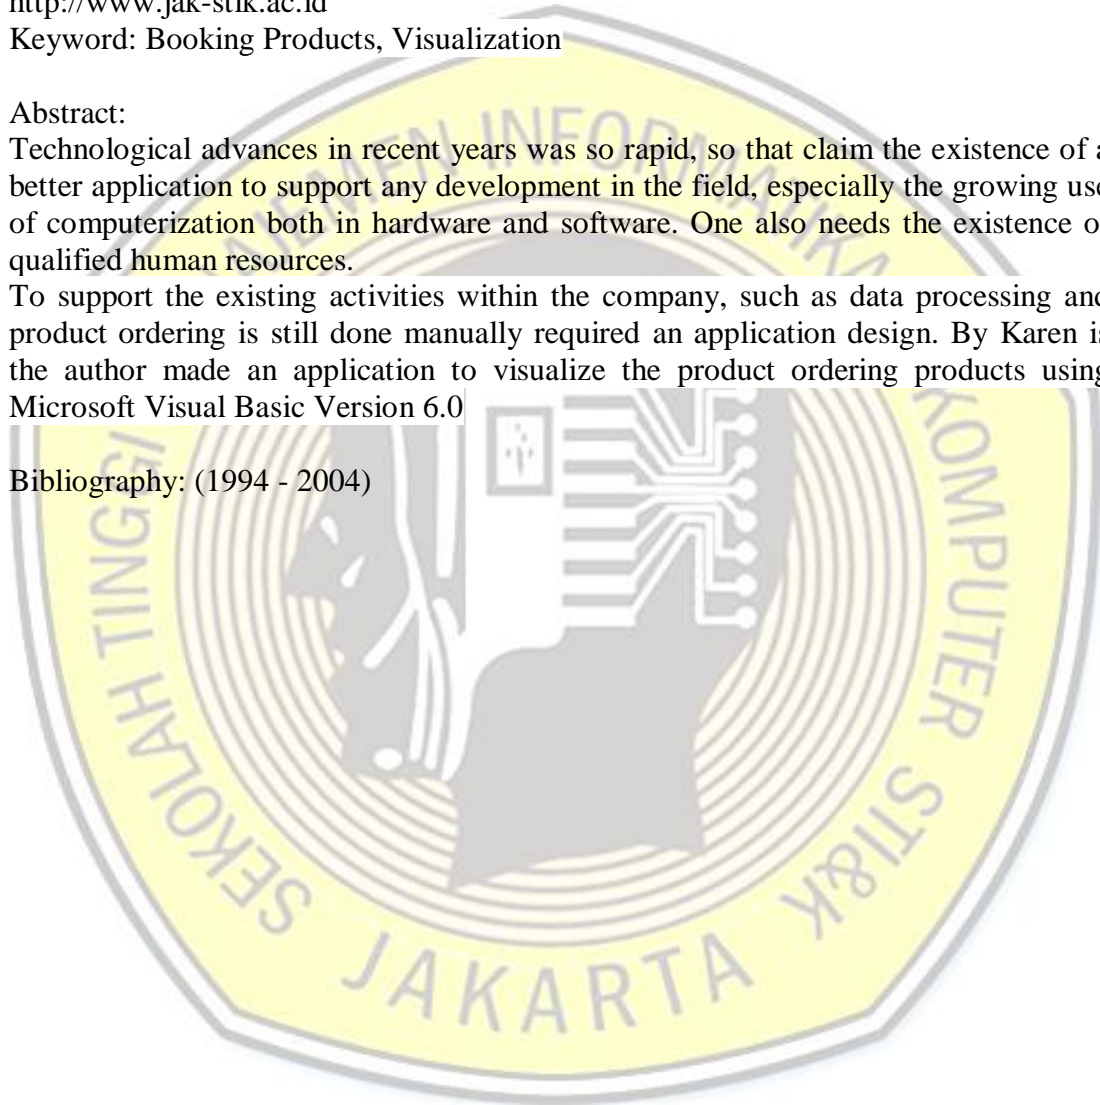 http://www.jak-stik.ac.id
Keyword: Booking Products, Visualization
Abstract:
Technological advances in recent years was so rapid, so that claim the existence of a
better application to support any development in the field, especially the growing use
of computerization both in hardware and software. One also needs the existence of
qualified human resources.
To support the existing activities within the company, such as data processing and
product ordering is still done manually required an application design. By Karen is
the author made an application to visualize the product ordering products using
Microsoft Visual Basic Version 6.0
Bibliography: (1994 - 2004)
SEKOLAH TINGGI AJEMEN INFORMATIKA KOMPUTER STI&K
JAKARTA